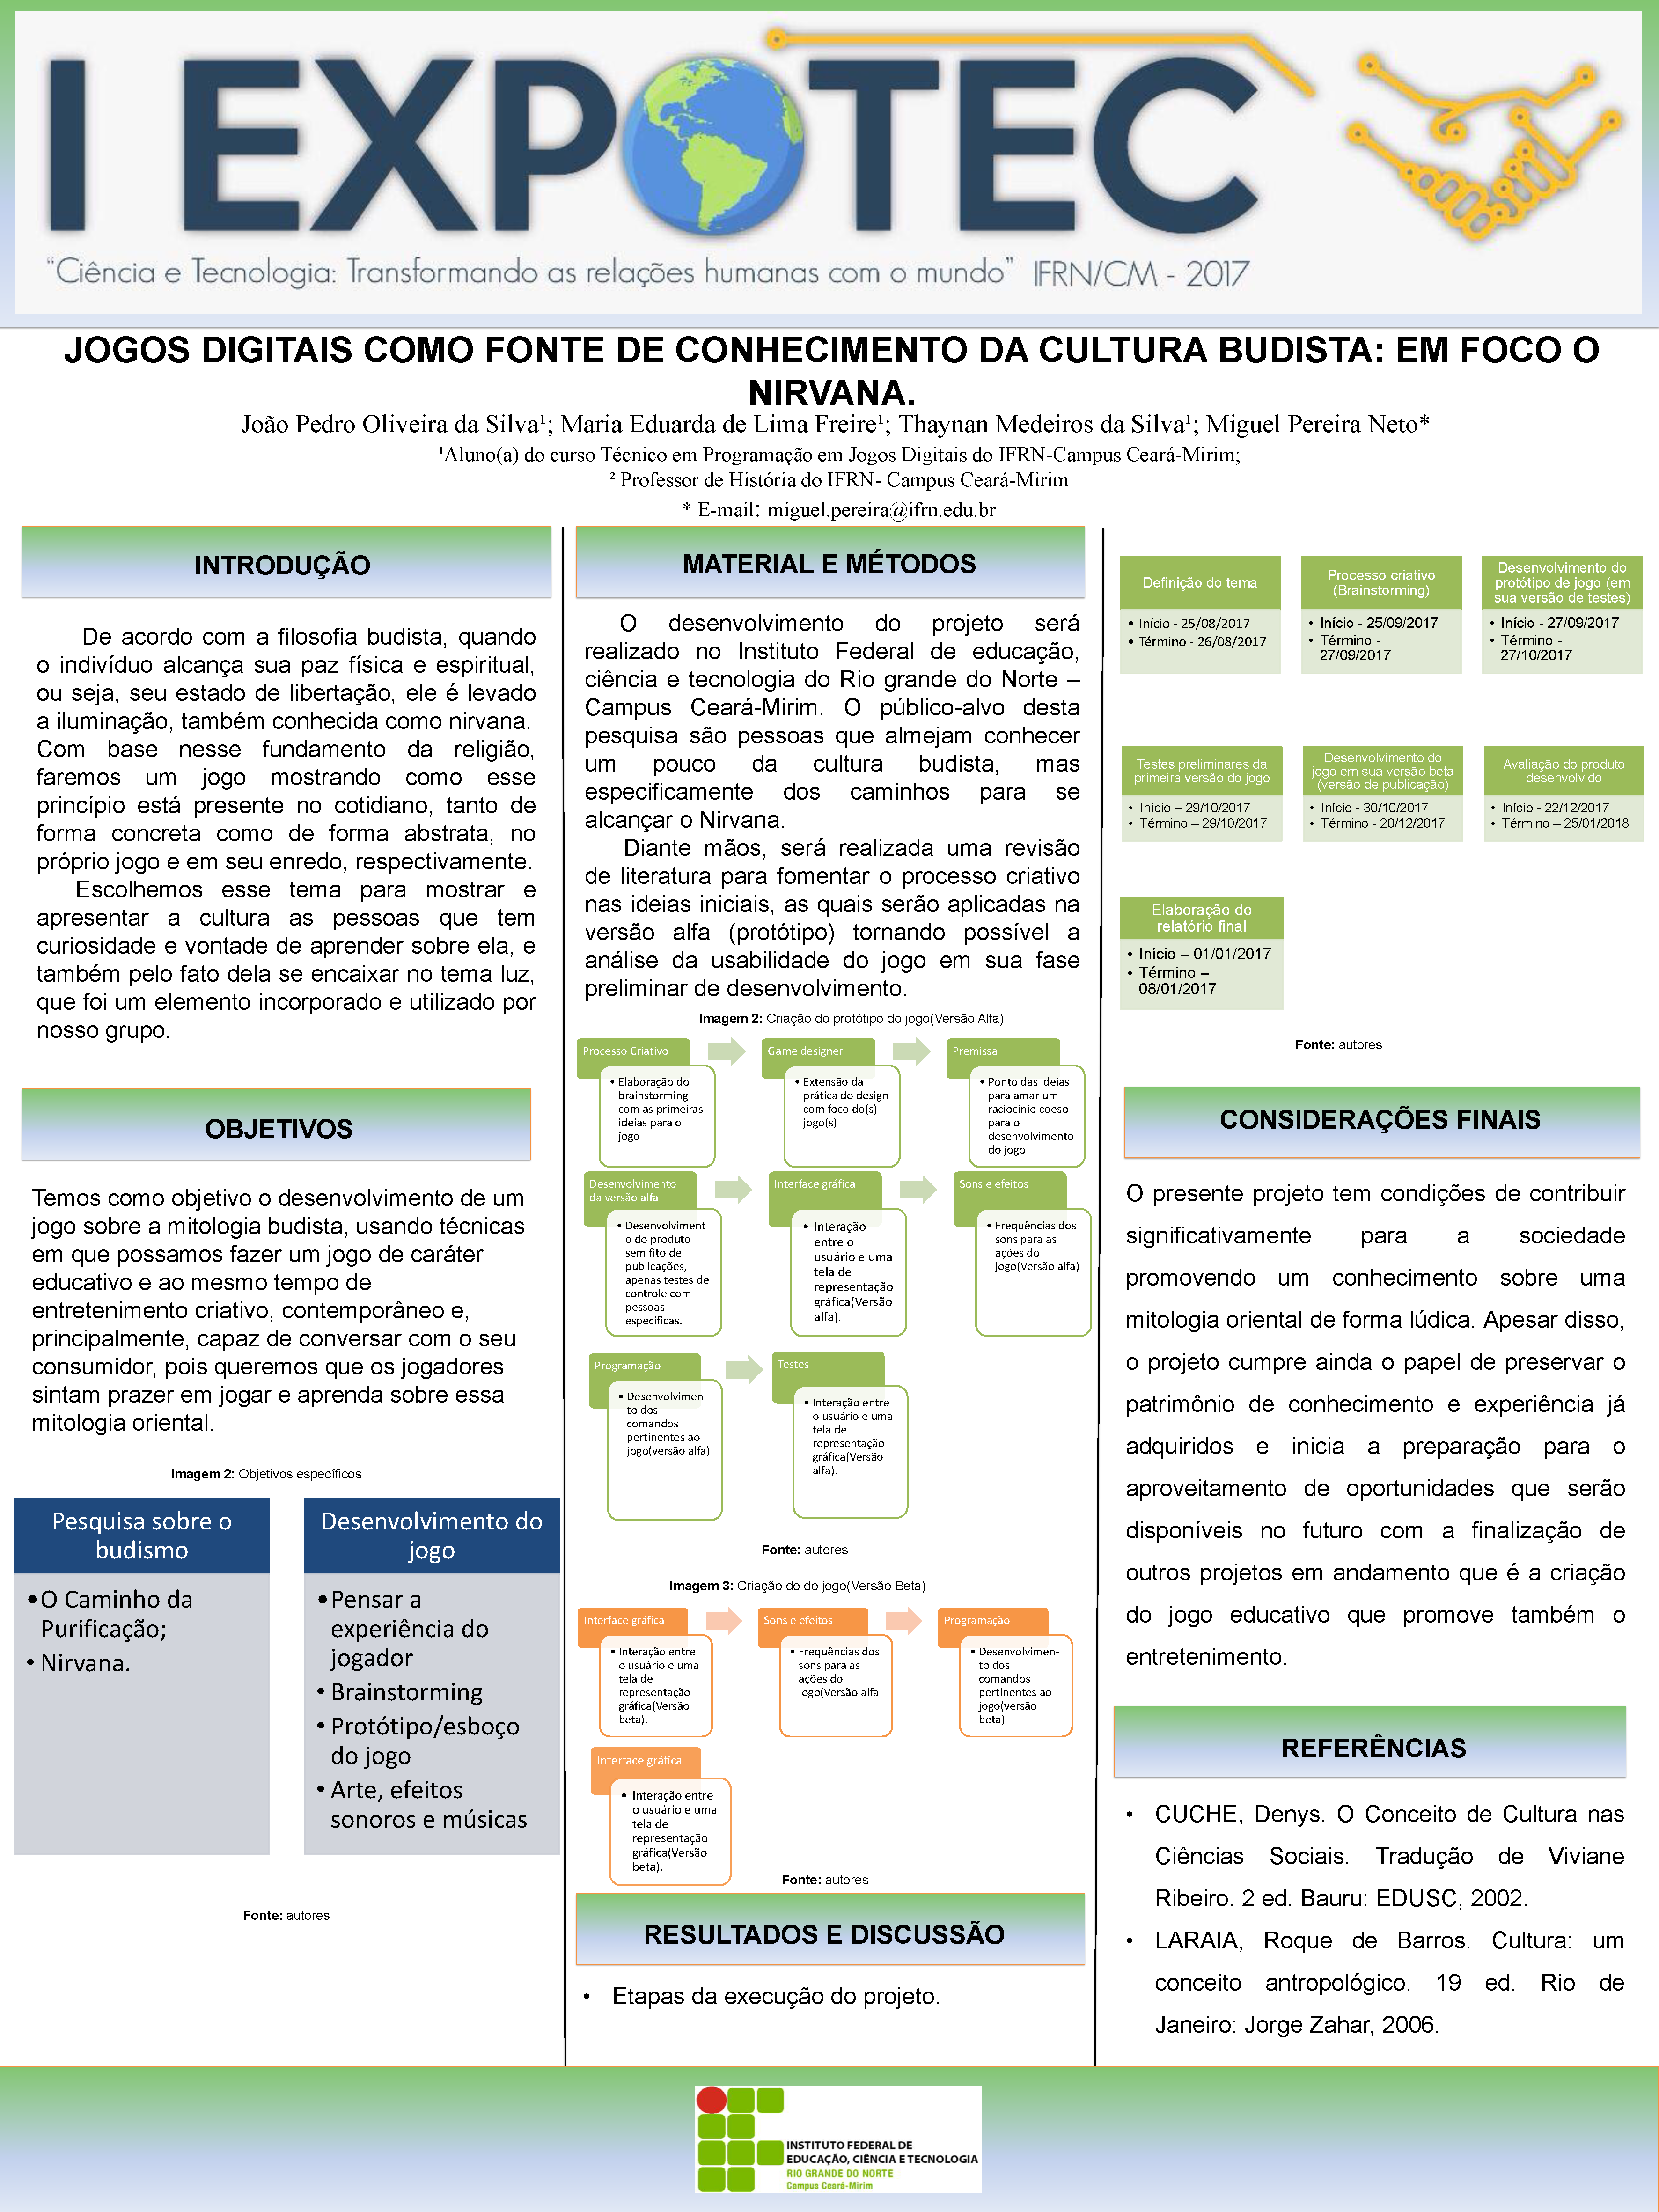 I EXPOTEC
“Ciência e Tecnologia: Transformando as relações humanas com o mundo” IFRN/CM - 2017
JOGOS DIGITAIS COMO FONTE DE CONHECIMENTO DA CULTURA BUDISTA: EM FOCO O
NIRVANA.
João Pedro Oliveira da Silva¹; Maria Eduarda de Lima Freire¹; Thaynan Medeiros da Silva¹; Miguel Pereira Neto*
¹Aluno(a) do curso Técnico em Programação em Jogos Digitais do IFRN-Campus Ceará-Mirim;
² Professor de História do IFRN- Campus Ceará-Mirim
* E-mail: miguel.pereira@ifrn.edu.br
INTRODUÇÃO
De acordo com a filosofia budista, quando
o indivíduo alcança sua paz física e espiritual,
ou seja, seu estado de libertação, ele é levado
a iluminação, também conhecida como nirvana.
Com base nesse fundamento da religião,
faremos um jogo mostrando como esse
princípio está presente no cotidiano, tanto de
forma concreta como de forma abstrata, no
próprio jogo e em seu enredo, respectivamente.
Escolhemos esse tema para mostrar e
apresentar a cultura as pessoas que tem
curiosidade e vontade de aprender sobre ela, e
também pelo fato dela se encaixar no tema luz,
que foi um elemento incorporado e utilizado por
nosso grupo.
OBJETIVOS
Temos como objetivo o desenvolvimento de um
jogo sobre a mitologia budista, usando técnicas
em que possamos fazer um jogo de caráter
educativo e ao mesmo tempo de
entretenimento criativo, contemporâneo e,
principalmente, capaz de conversar com o seu
consumidor, pois queremos que os jogadores
sintam prazer em jogar e aprenda sobre essa
mitologia oriental.
Imagem 2: Objetivos específicos
Pesquisa sobre o
budismo
•O Caminho da
Purificação;
• Nirvana.
Desenvolvimento do
jogo
•Pensar a
experiência do
jogador
• Brainstorming
• Protótipo/esboço
do jogo
• Arte, efeitos
sonoros e músicas
Fonte: autores
MATERIAL E MÉTODOS
O desenvolvimento do projeto será
realizado no Instituto Federal de educação,
ciência e tecnologia do Rio grande do Norte –
Campus Ceará-Mirim. O público-alvo desta
pesquisa são pessoas que almejam conhecer
um pouco da cultura budista, mas
especificamente dos caminhos para se
alcançar o Nirvana.
Diante mãos, será realizada uma revisão
de literatura para fomentar o processo criativo
nas ideias iniciais, as quais serão aplicadas na
versão alfa (protótipo) tornando possível a
análise da usabilidade do jogo em sua fase
preliminar de desenvolvimento.
Imagem 2: Criação do protótipo do jogo(Versão Alfa)
Processo Criativo
• Elaboração do
brainstorming
com as primeiras
ideias para o
jogo
Game designer
• Extensão da
prática do design
com foco do(s)
jogo(s)
Premissa
• Ponto das ideias
para amar um
raciocínio coeso
para o
desenvolvimento
do jogo
Desenvolvimento
da versão alfa
• Desenvolviment
o do produto
sem fito de
publicações,
apenas testes de
controle com
pessoas
especificas.
Interface gráfica
• Interação
entre o
usuário e uma
tela de
representação
gráfica(Versão
alfa).
Sons e efeitos
• Frequências dos
sons para as
ações do
jogo(Versão alfa)
Programação
• Desenvolvimen-
to dos
comandos
pertinentes ao
jogo(versão alfa)
Testes
• Interação entre
o usuário e uma
tela de
representação
gráfica(Versão
alfa).
Fonte: autores
Imagem 3: Criação do do jogo(Versão Beta)
Interface gráfica
• Interação entre
o usuário e uma
tela de
representação
gráfica(Versão
beta).
Sons e efeitos
• Frequências dos
sons para as
ações do
jogo(Versão alfa
Programação
• Desenvolvimen-
to dos
comandos
pertinentes ao
jogo(versão
beta)
Interface gráfica
• Interação entre
o usuário e uma
tela de
representação
gráfica(Versão
beta).
Fonte: autores
RESULTADOS E DISCUSSÃO
• Etapas da execução do projeto.
Definição do tema
• Início - 25/08/2017
• Término - 26/08/2017
Processo criativo
(Brainstorming)
• Início - 25/09/2017
• Término -
27/09/2017
Desenvolvimento do
protótipo de jogo (em
sua versão de testes)
• Início - 27/09/2017
• Término -
27/10/2017
Testes preliminares da
primeira versão do jogo
• Início – 29/10/2017
• Término – 29/10/2017
Desenvolvimento do
jogo em sua versão beta
(versão de publicação)
• Início - 30/10/2017
• Término - 20/12/2017
Avaliação do produto
desenvolvido
• Início - 22/12/2017
• Término – 25/01/2018
Elaboração do
relatório final
• Início – 01/01/2017
• Término –
08/01/2017
Fonte: autores
CONSIDERAÇÕES FINAIS
O presente projeto tem condições de contribuir
significativamente para a sociedade
promovendo um conhecimento sobre uma
mitologia oriental de forma lúdica. Apesar disso,
o projeto cumpre ainda o papel de preservar o
patrimônio de conhecimento e experiência já
adquiridos e inicia a preparação para o
aproveitamento de oportunidades que serão
disponíveis no futuro com a finalização de
outros projetos em andamento que é a criação
do jogo educativo que promove também o
entretenimento.
REFERÊNCIAS
• CUCHE, Denys. O Conceito de Cultura nas
Ciências Sociais. Tradução de Viviane
Ribeiro. 2 ed. Bauru: EDUSC, 2002.
• LARAIA, Roque de Barros. Cultura: um
conceito antropológico. 19 ed. Rio de
Janeiro: Jorge Zahar, 2006.
INSTITUTO FEDERAL DE
EDUCAÇÃO, CIÊNCIA E TECNOLOGIA
RIO GRANDE DO NORTE
Campus Ceará-Mirim